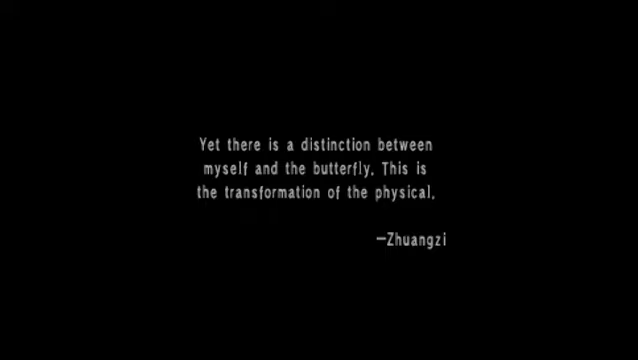 Yet there is a distinction between
myself and the butterfly. This is
the transformation of the physical.
—Zhuangzi